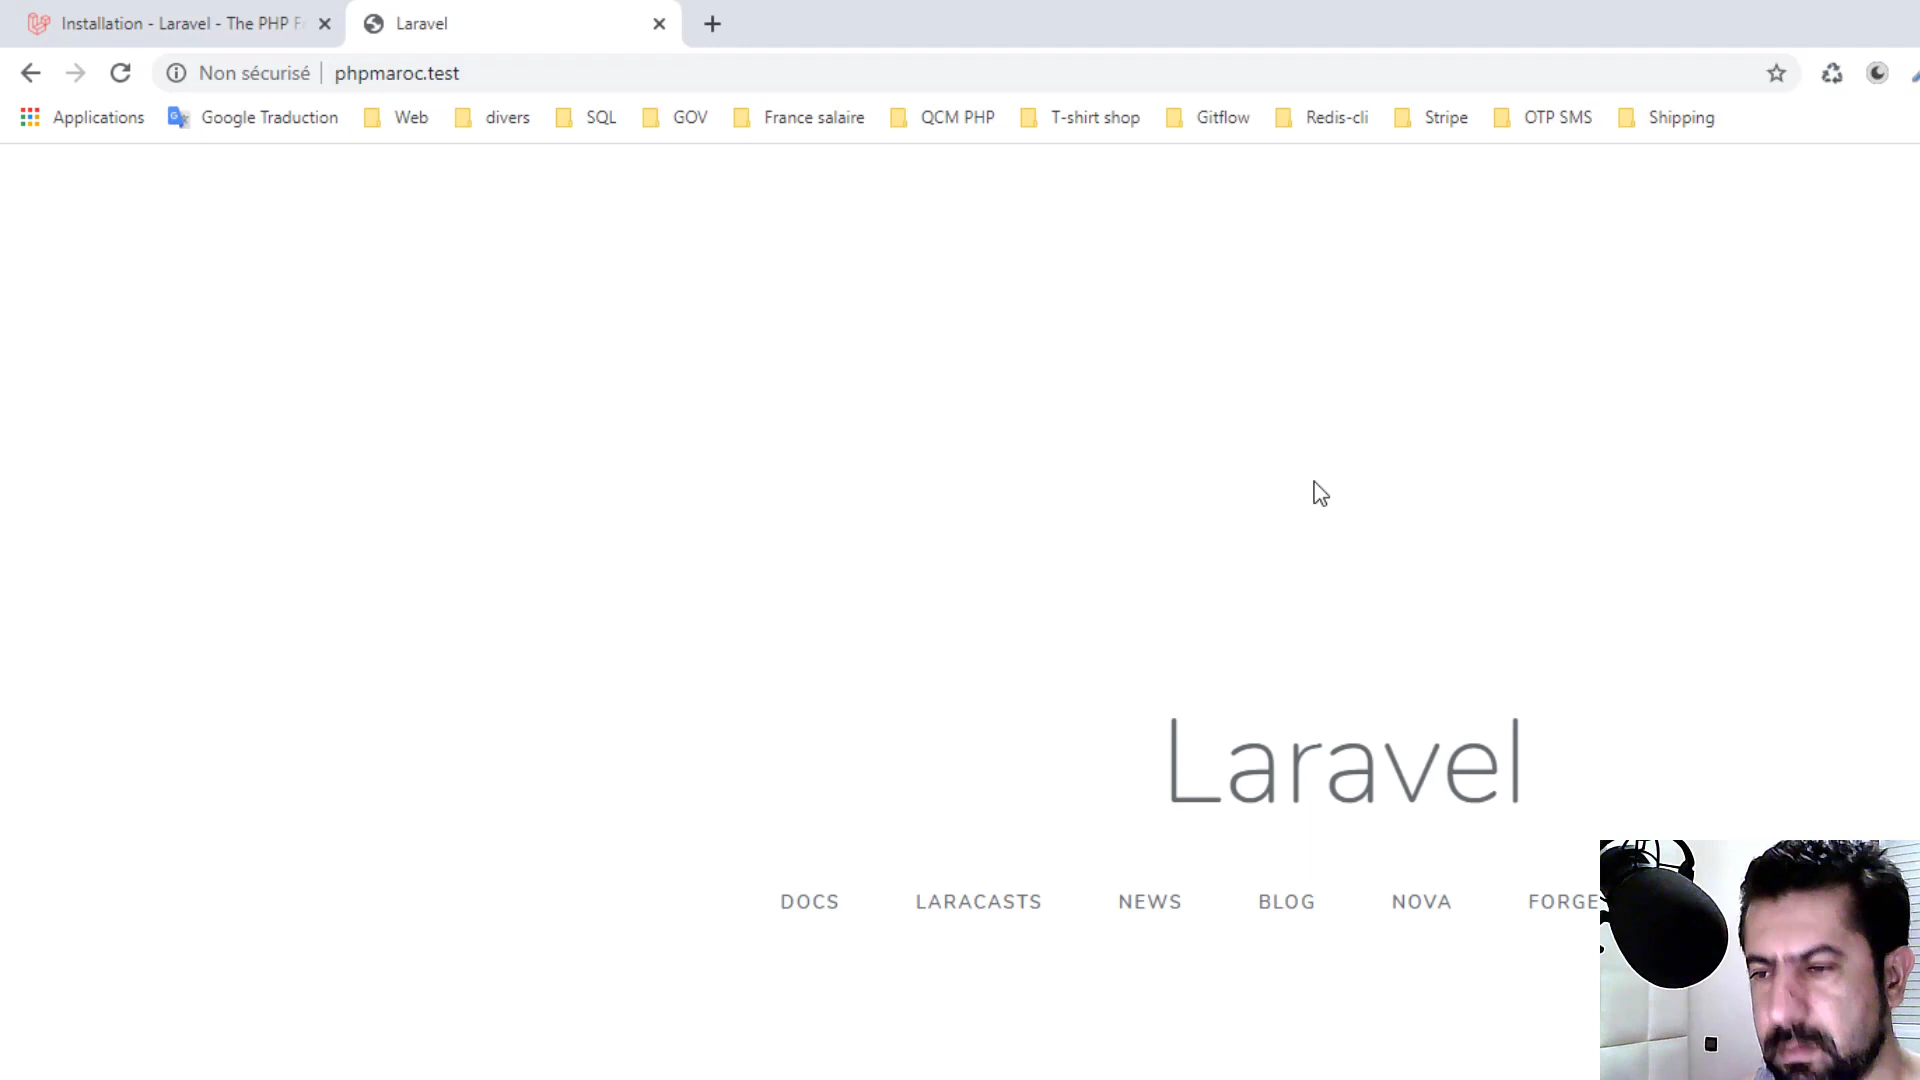 Installation - Laravel - The PHP F
Laravel
Non sécurisé phpmaroc.test
Applications Google Traduction Web divers SQL GOV France salaire QCM PHP T-shirt shop Gitflow Redis-cli Stripe OTP SMS Shipping
Laravel
DOCS LARACASTS NEWS BLOG NOVA FORGE